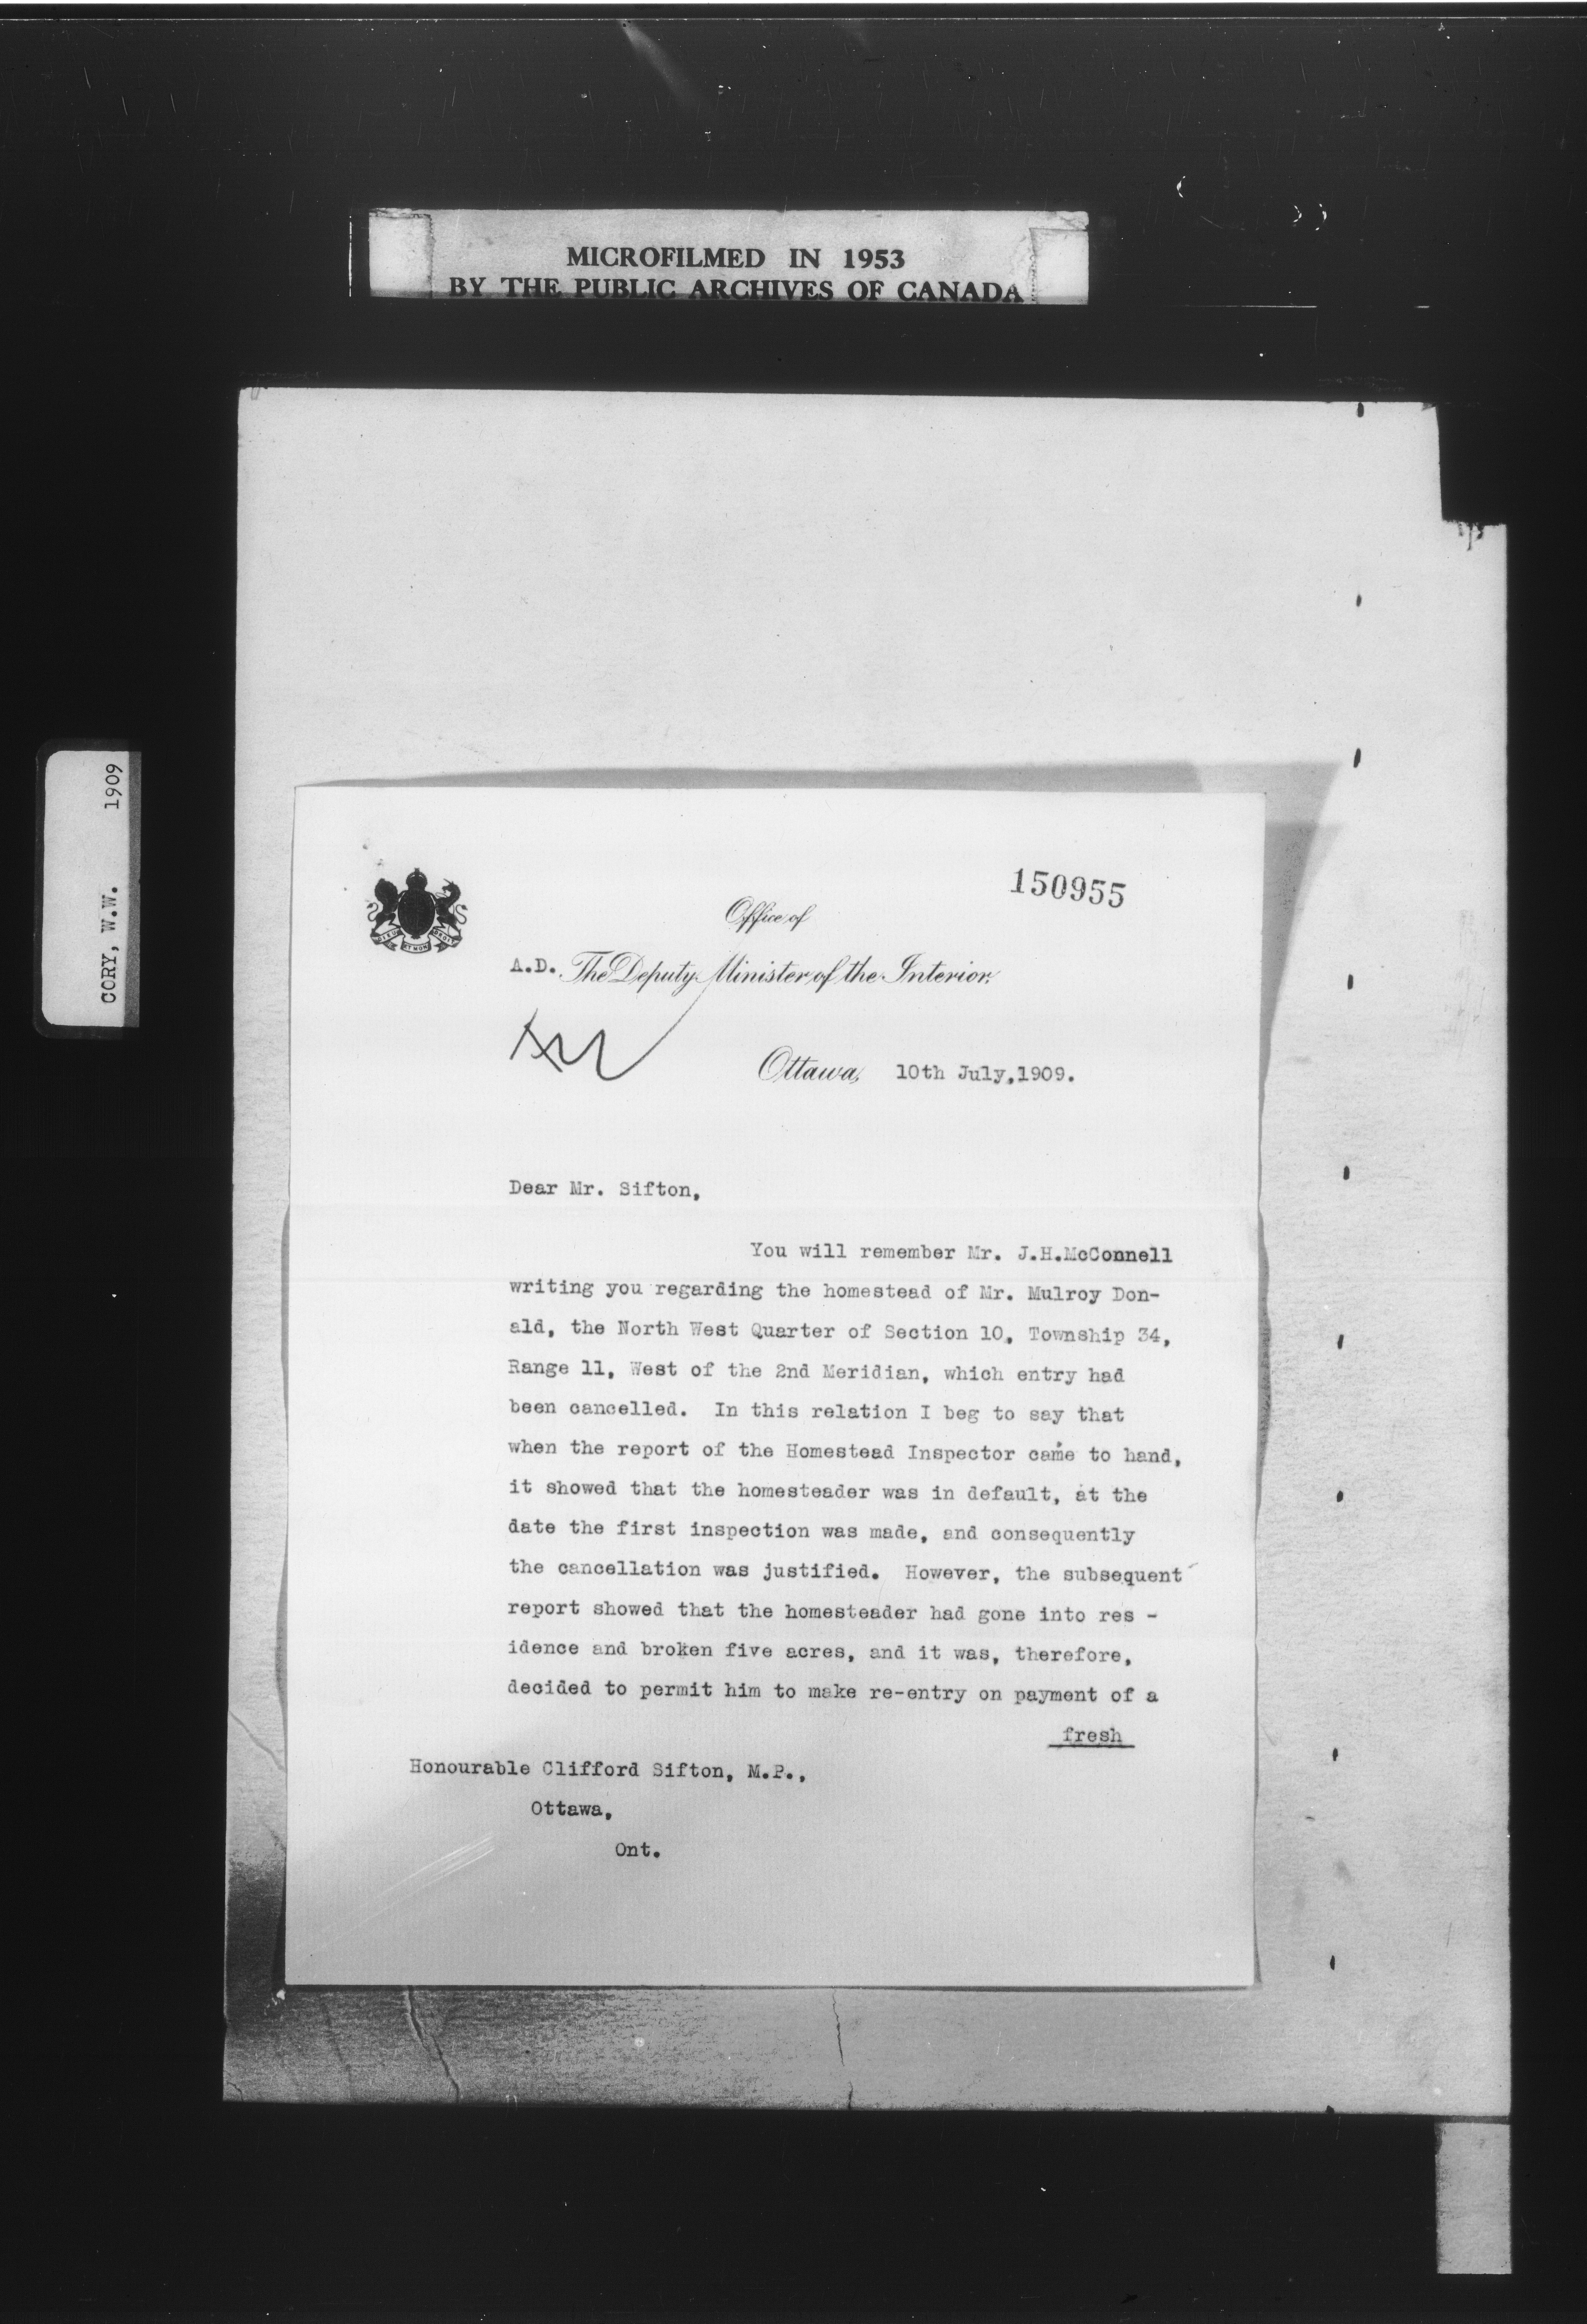 MICROFILMED IN 1953
BY THE PUBLIC ARCHIVES OF CANADA
CORY, W.W. 1909
150955
DIEU ET MON DROIT
Office of
A.D. The Deputy Minister of the Interior.
Ottawa, 10th July, 1909.
Dear Mr. Sifton,
You will remember Mr. J.H.McConnell
writing you regarding the homestead of Mr. Mulroy Don-
ald, the North West Quarter of Section 10, Township 34,
Range 11, West of the 2nd Meridian, which entry had
been cancelled. In this relation I beg to say that
when the report of the Homestead Inspector came to hand,
it showed that the homesteader was in default, at the
date the first inspection was made, and consequently
the cancellation was justified. However, the subsequent
report showed that the homesteader had gone into res -
idence and broken five acres, and it was, therefore,
decided to permit him to make re-entry on payment of a
fresh
Honourable Clifford Sifton, M.P.,
Ottawa,
Ont.